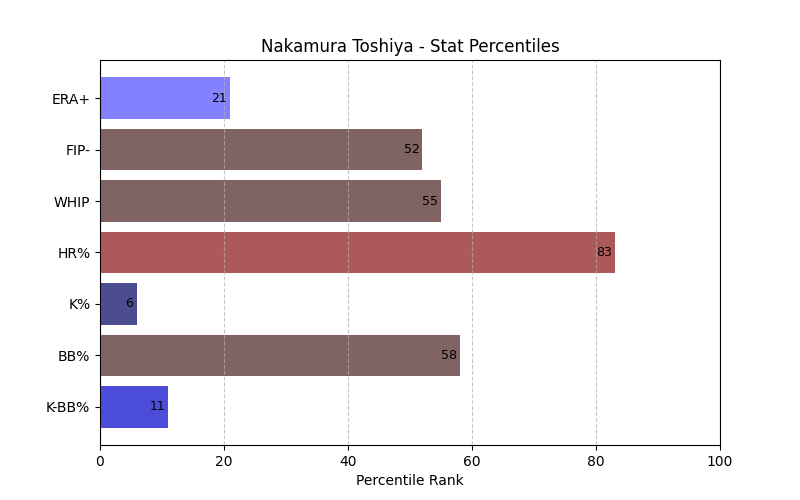 Nakamura Toshiya - Stat Percentiles
ERA+ 21
FIP- 52
WHIP 55
HR% 83
K% 6
BB% 58
K-BB% 11
0 20 40 60 80 100
Percentile Rank